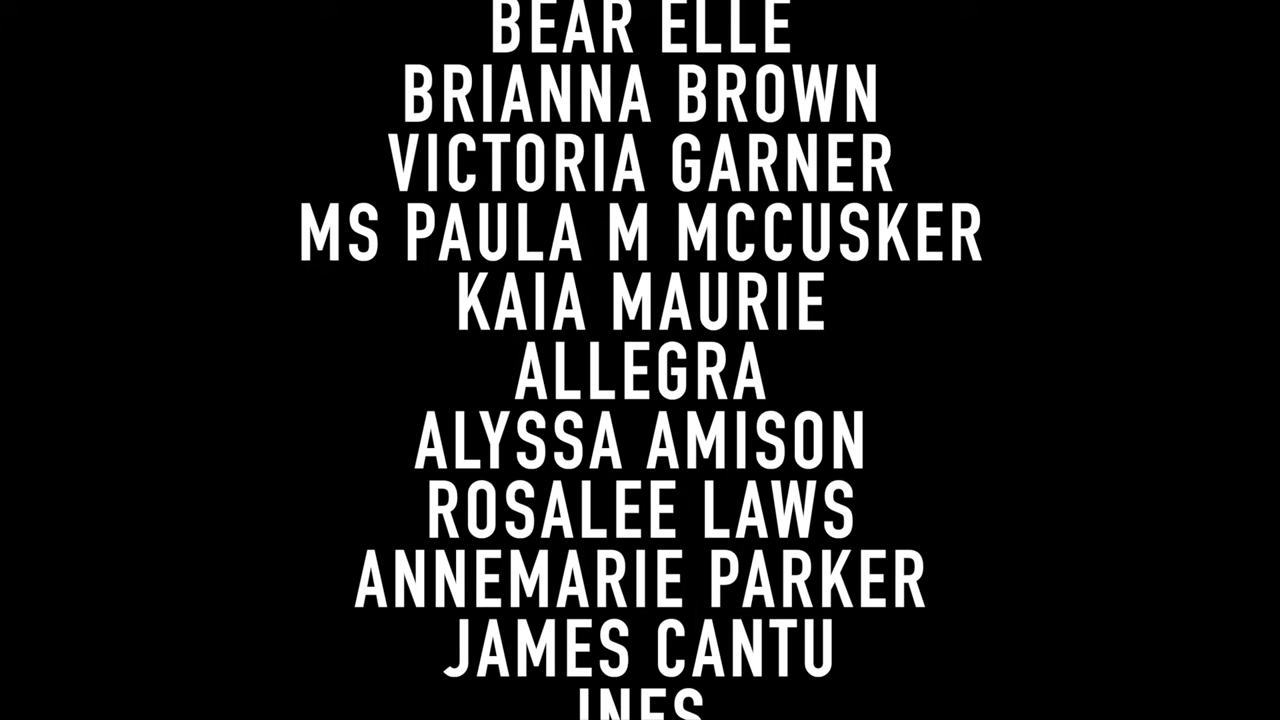 BEAR ELLE
BRIANNA BROWN
VICTORIA GARNER
MS PAULA M MCCUSKER
KAIA MAURIE
ALLEGRA
ALYSSA AMISON
ROSALEE LAWS
ANNEMARIE PARKER
JAMES CANTU
INES